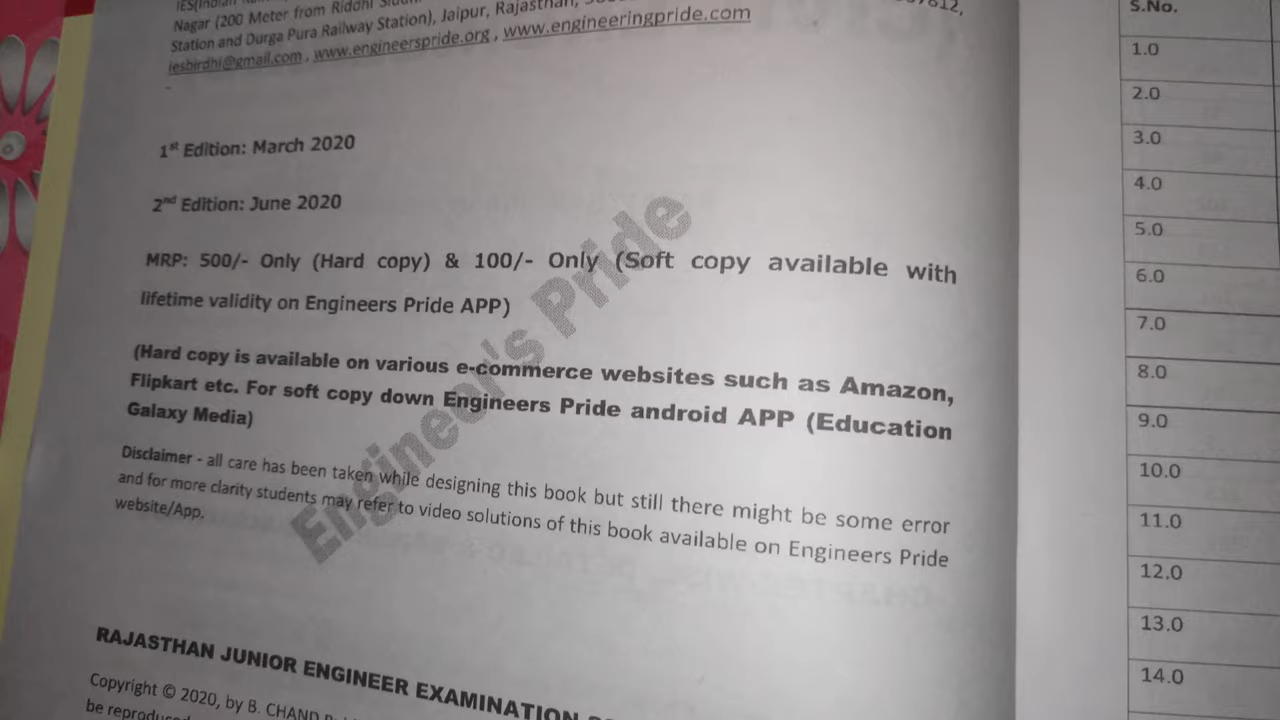 Nagar (200 Meter from Riddhi
Station and Durga Pura Railway Station), Jaipur, Rajasthan,
iesbirdhi@gmail.com , www.engineerspride.org , www.engineeringpride.com
1st Edition: March 2020
2nd Edition: June 2020
MRP: 500/- Only (Hard copy) & 100/- Only (Soft copy available with
lifetime validity on Engineers Pride APP)
(Hard copy is available on various e-commerce websites such as Amazon,
Flipkart etc. For soft copy down Engineers Pride android APP (Education
Galaxy Media)
Disclaimer - all care has been taken while designing this book but still there might be some error
and for more clarity students may refer to video solutions of this book available on Engineers Pride
website/App.
Engineer's Pride
RAJASTHAN JUNIOR ENGINEER EXAMINATION
Copyright © 2020, by B. CHAND
S.No.
1.0
2.0
3.0
4.0
5.0
6.0
7.0
8.0
9.0
10.0
11.0
12.0
13.0
14.0